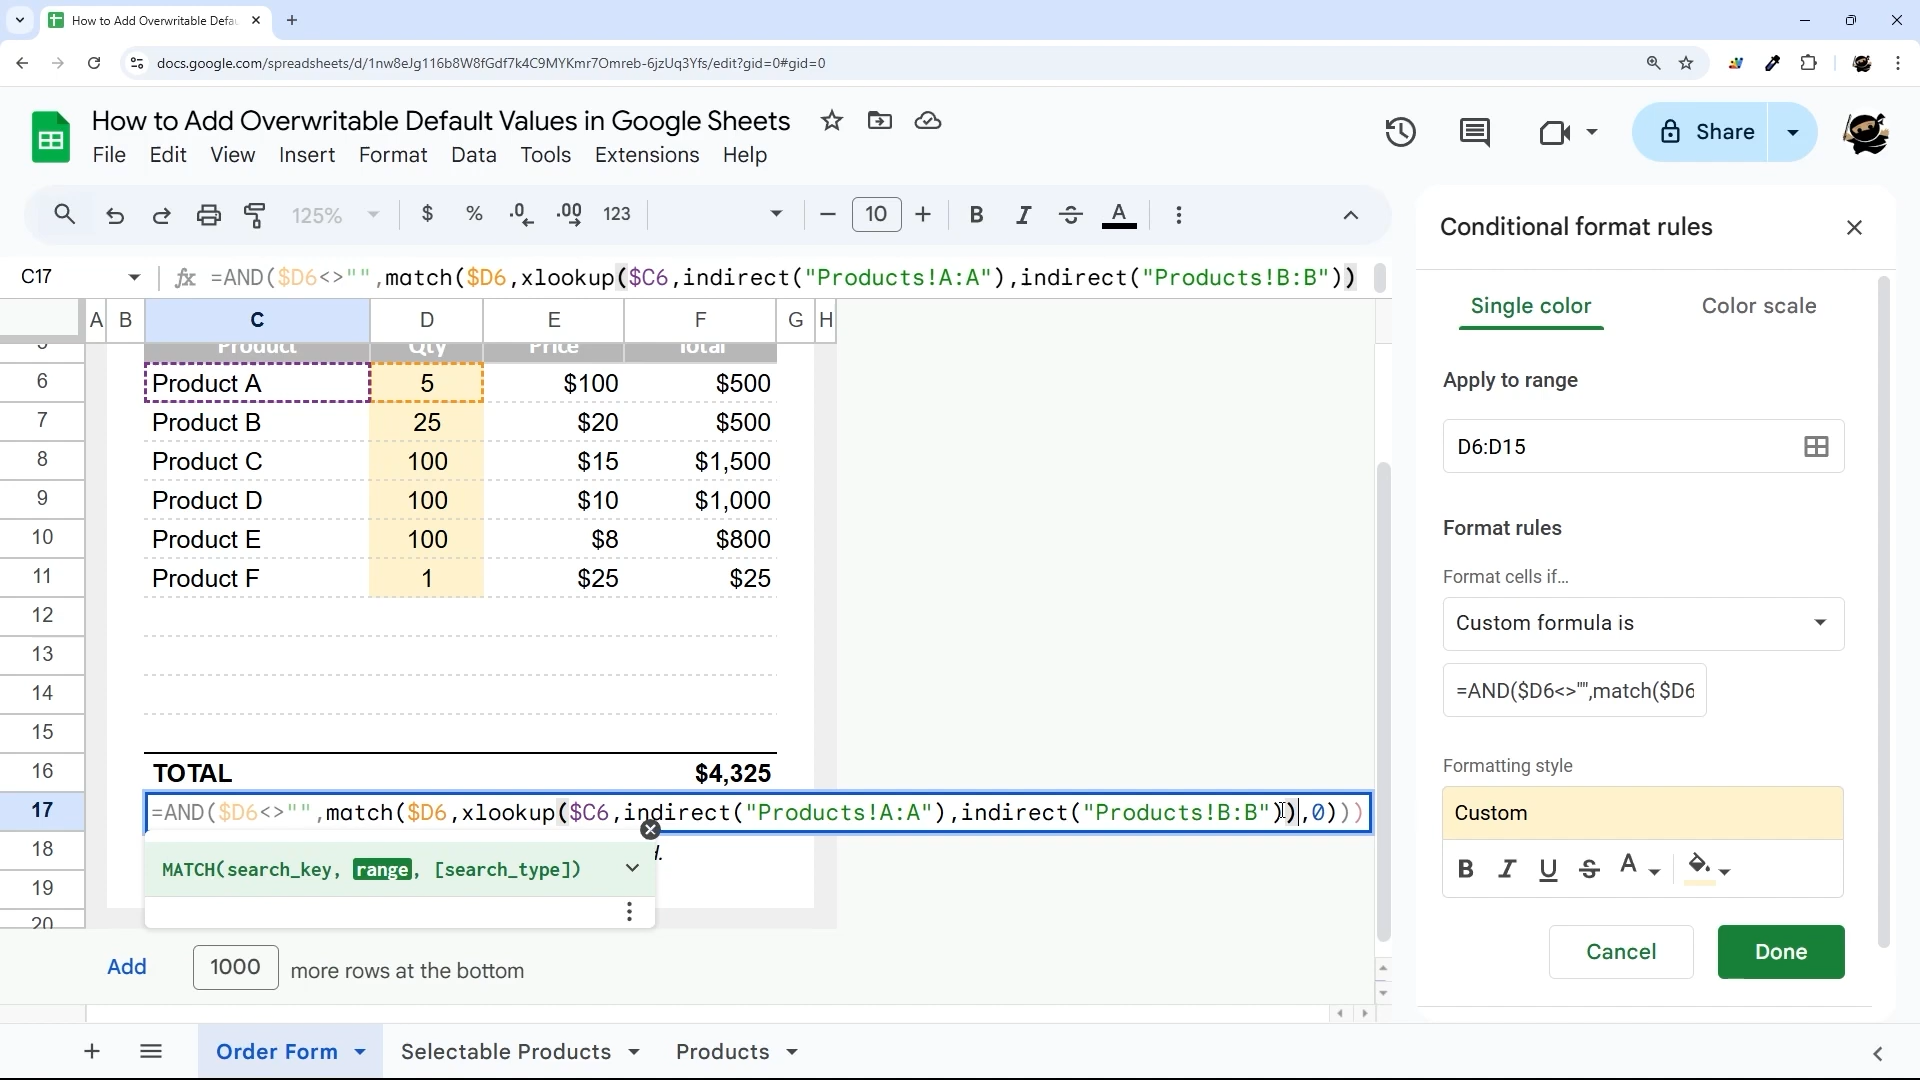 How to Add Overwritable Defau
docs.google.com/spreadsheets/d/1nw8eJg116b8W8fGdf7k4C9MYKmr7Omreb-6jzUq3Yfs/edit?gid=0#gid=0
How to Add Overwritable Default Values in Google Sheets
File Edit View Insert Format Data Tools Extensions Help
Share
125% $ % .0 .00 123 10 B I S A
C17 fx =AND($D6<>"",match($D6,xlookup($C6,indirect("Products!A:A"),indirect("Products!B:B"))
A B C D E F G H
5 Product Qty Price Total
6 Product A 5 $100 $500
7 Product B 25 $20 $500
8 Product C 100 $15 $1,500
9 Product D 100 $10 $1,000
10 Product E 100 $8 $800
11 Product F 1 $25 $25
12
13
14
15
16 TOTAL $4,325
17 =AND($D6<>"",match($D6,xlookup($C6,indirect("Products!A:A"),indirect("Products!B:B")),0)))
18
MATCH(search_key, range, [search_type])
19
20
Add 1000 more rows at the bottom
Order Form Selectable Products Products
Conditional format rules
Single color Color scale
Apply to range
D6:D15
Format rules
Format cells if…
Custom formula is
=AND($D6<>"",match($D6
Formatting style
Custom
B I U S A
Cancel Done